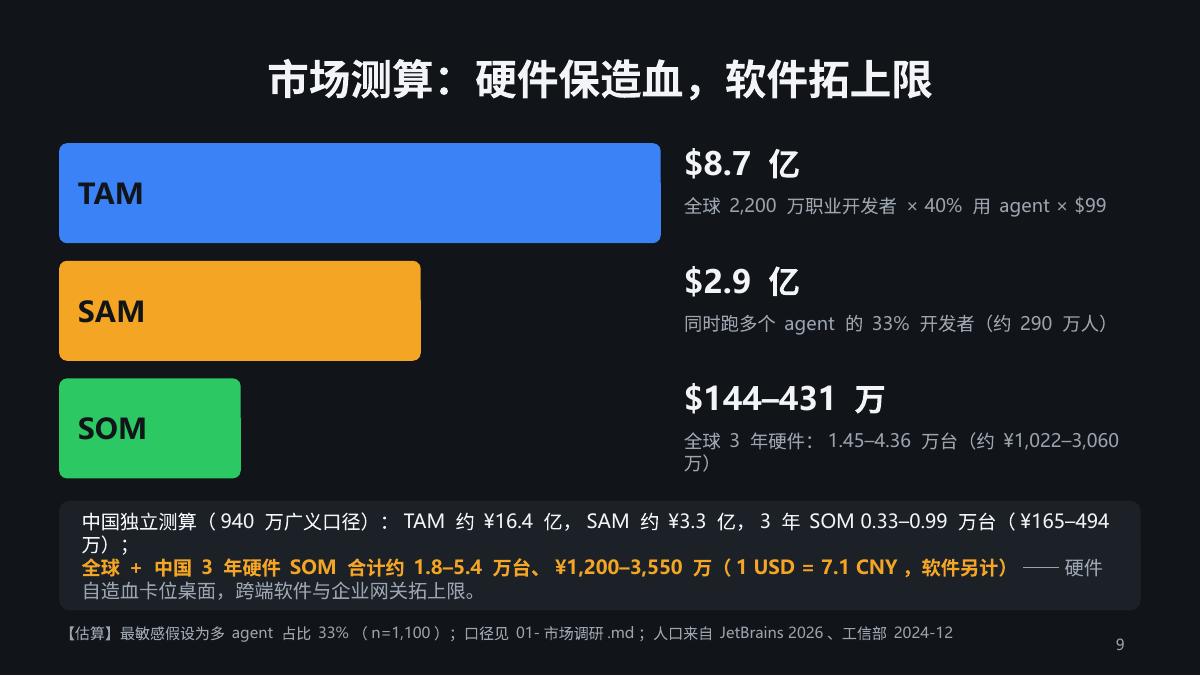 市场测算：硬件保造血，软件拓上限
TAM
$8.7 亿
全球 2,200 万职业开发者 × 40% 用 agent × $99
SAM
$2.9 亿
同时跑多个 agent 的 33% 开发者（约 290 万人）
SOM
$144–431 万
全球 3 年硬件：1.45–4.36 万台（约 ¥1,022–3,060
万）
中国独立测算（940 万广义口径）：TAM 约 ¥16.4 亿，SAM 约 ¥3.3 亿，3 年 SOM 0.33–0.99 万台（¥165–494
万）；
全球 + 中国 3 年硬件 SOM 合计约 1.8–5.4 万台、¥1,200–3,550 万（1 USD = 7.1 CNY，软件另计）—— 硬件
自造血卡位桌面，跨端软件与企业网关拓上限。
【估算】最敏感假设为多 agent 占比 33%（n=1,100）；口径见 01-市场调研.md；人口来自 JetBrains 2026、工信部 2024-12
9